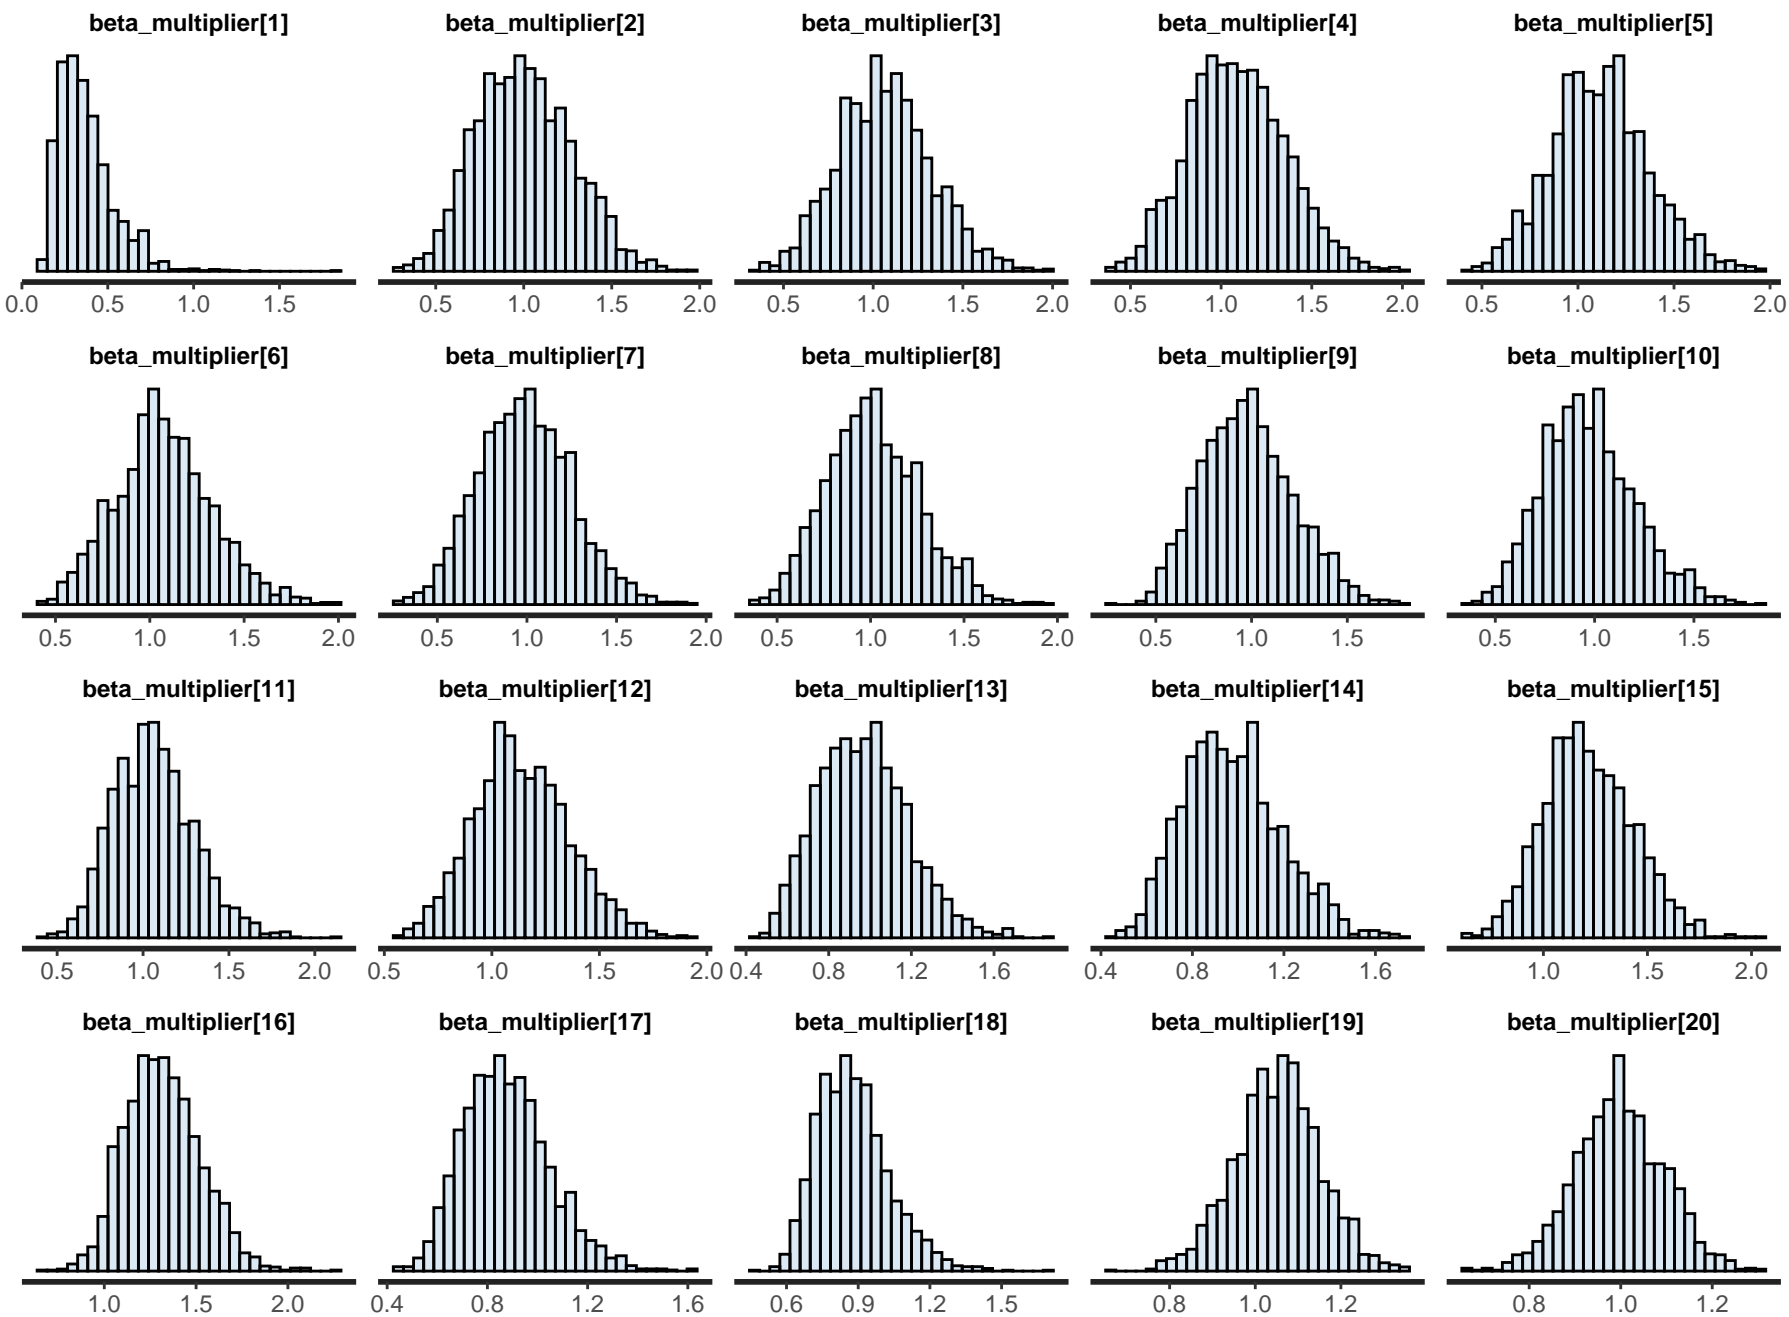 beta_multiplier[1] beta_multiplier[2] beta_multiplier[3] beta_multiplier[4] beta_multiplier[5]
0.0 0.5 1.0 1.5 0.5 1.0 1.5 2.0 0.5 1.0 1.5 2.0 0.5 1.0 1.5 2.0 0.5 1.0 1.5 2.0
beta_multiplier[6] beta_multiplier[7] beta_multiplier[8] beta_multiplier[9] beta_multiplier[10]
0.5 1.0 1.5 2.0 0.5 1.0 1.5 2.0 0.5 1.0 1.5 2.0 0.5 1.0 1.5 0.5 1.0 1.5
beta_multiplier[11] beta_multiplier[12] beta_multiplier[13] beta_multiplier[14] beta_multiplier[15]
0.5 1.0 1.5 2.0 0.5 1.0 1.5 2.0 0.4 0.8 1.2 1.6 0.4 0.8 1.2 1.6 1.0 1.5 2.0
beta_multiplier[16] beta_multiplier[17] beta_multiplier[18] beta_multiplier[19] beta_multiplier[20]
1.0 1.5 2.0 0.4 0.8 1.2 1.6 0.6 0.9 1.2 1.5 0.8 1.0 1.2 0.8 1.0 1.2